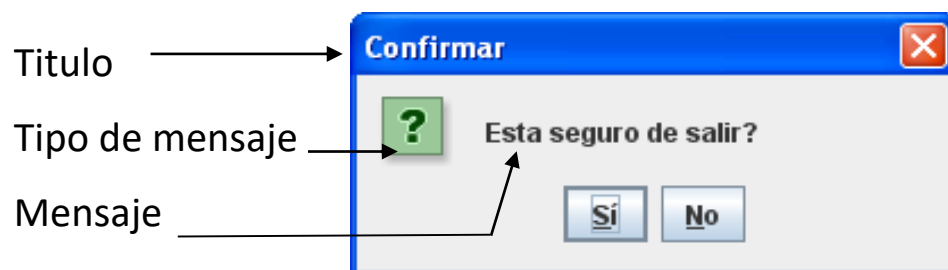 Titulo
Confirmar
Tipo de mensaje
?
Esta seguro de salir?
Mensaje
Sí
No